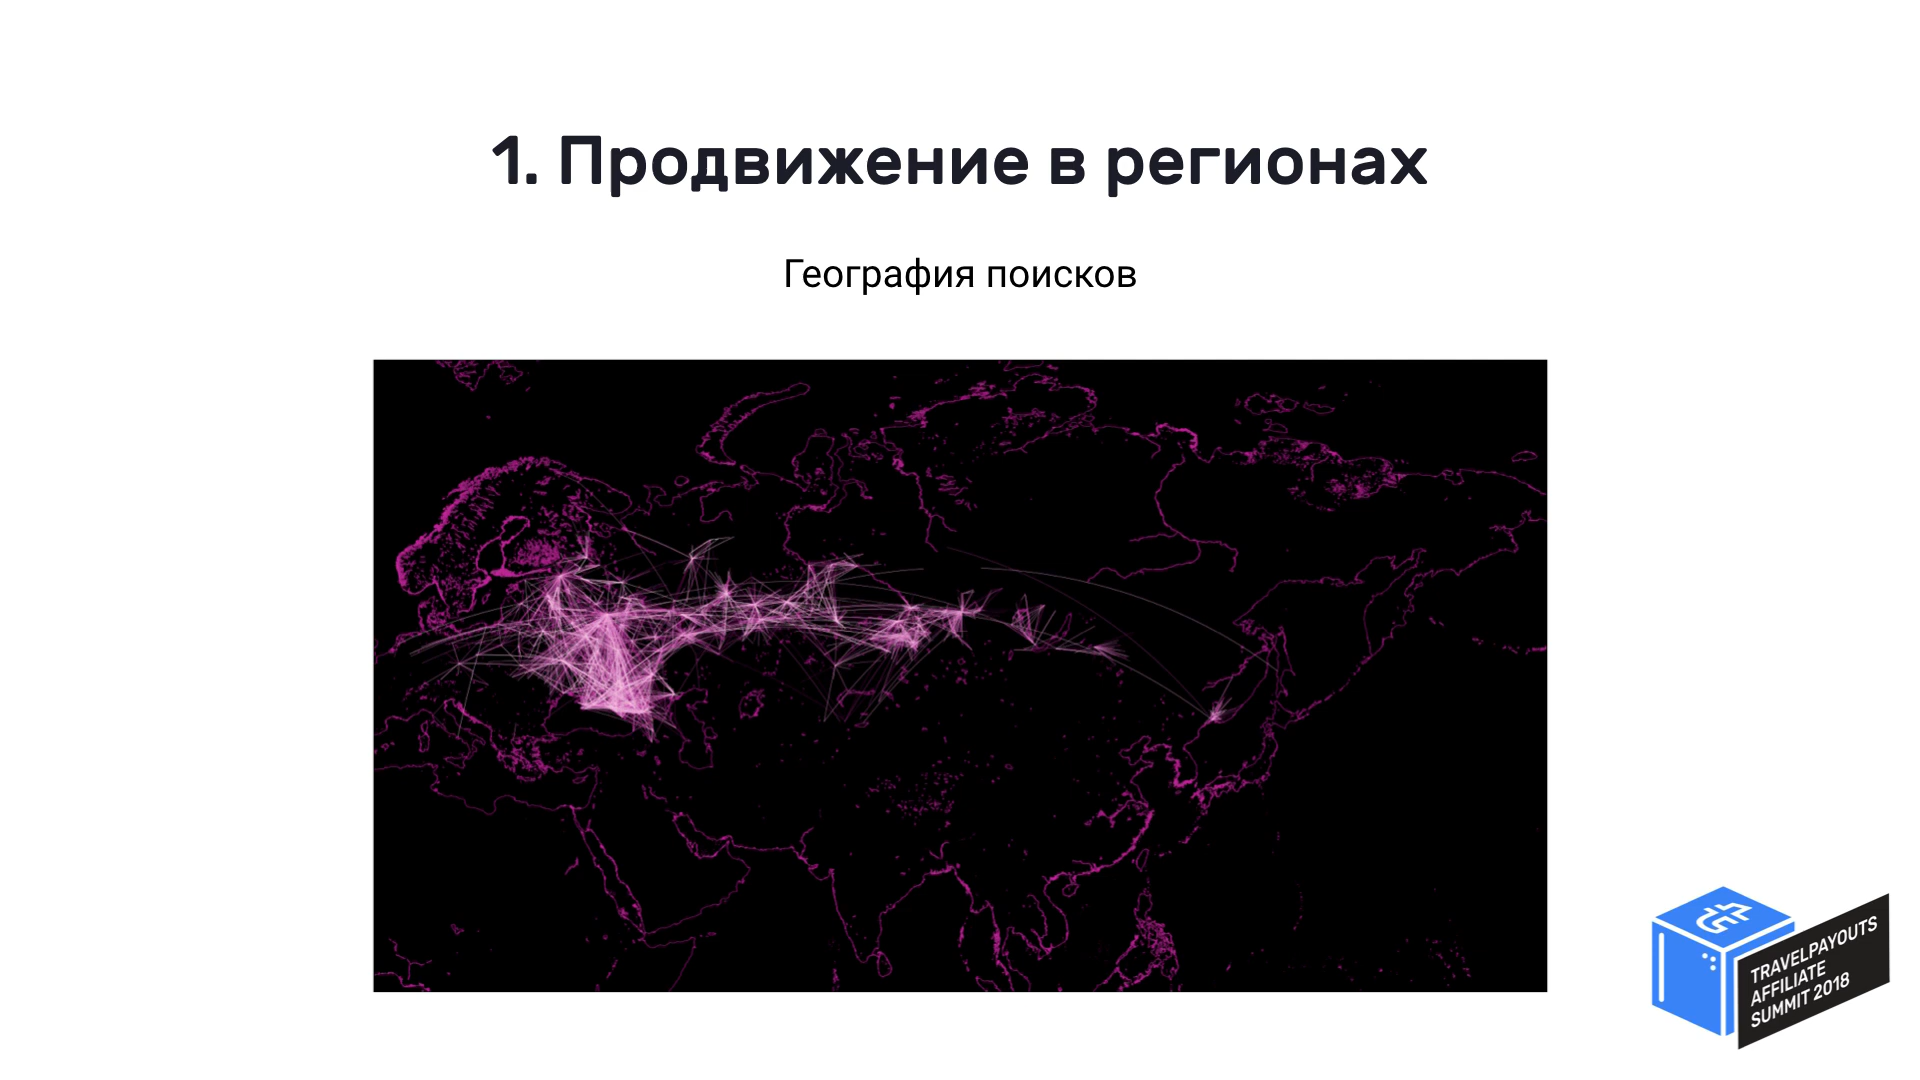 1. Продвижение в регионах
География поисков
TRAVELPAYOUTS
AFFILIATE
SUMMIT 2018